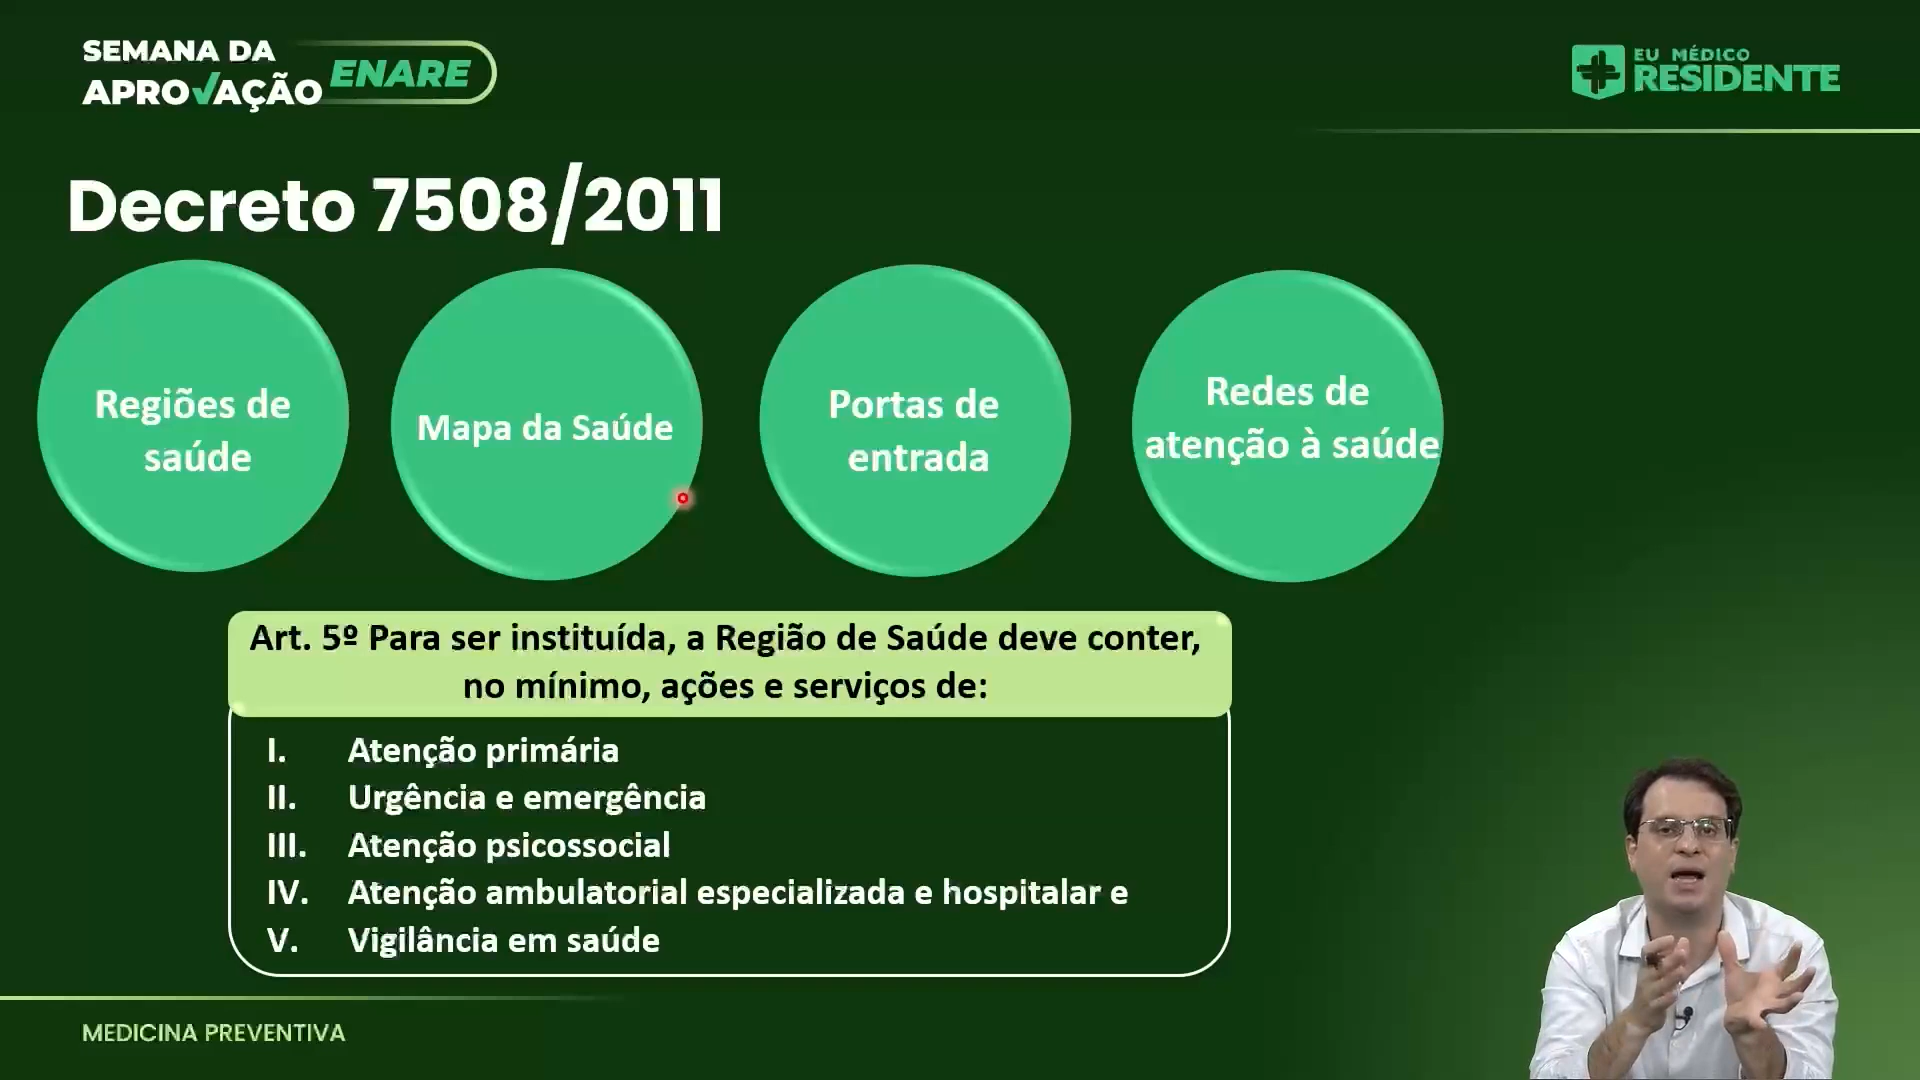 SEMANA DA
APROVAÇÃO ENARE
EU MÉDICO
RESIDENTE
Decreto 7508/2011
Regiões de
saúde
Mapa da Saúde
Portas de
entrada
Redes de
atenção à saúde
Art. 5º Para ser instituída, a Região de Saúde deve conter,
no mínimo, ações e serviços de:
I. Atenção primária
II. Urgência e emergência
III. Atenção psicossocial
IV. Atenção ambulatorial especializada e hospitalar e
V. Vigilância em saúde
MEDICINA PREVENTIVA